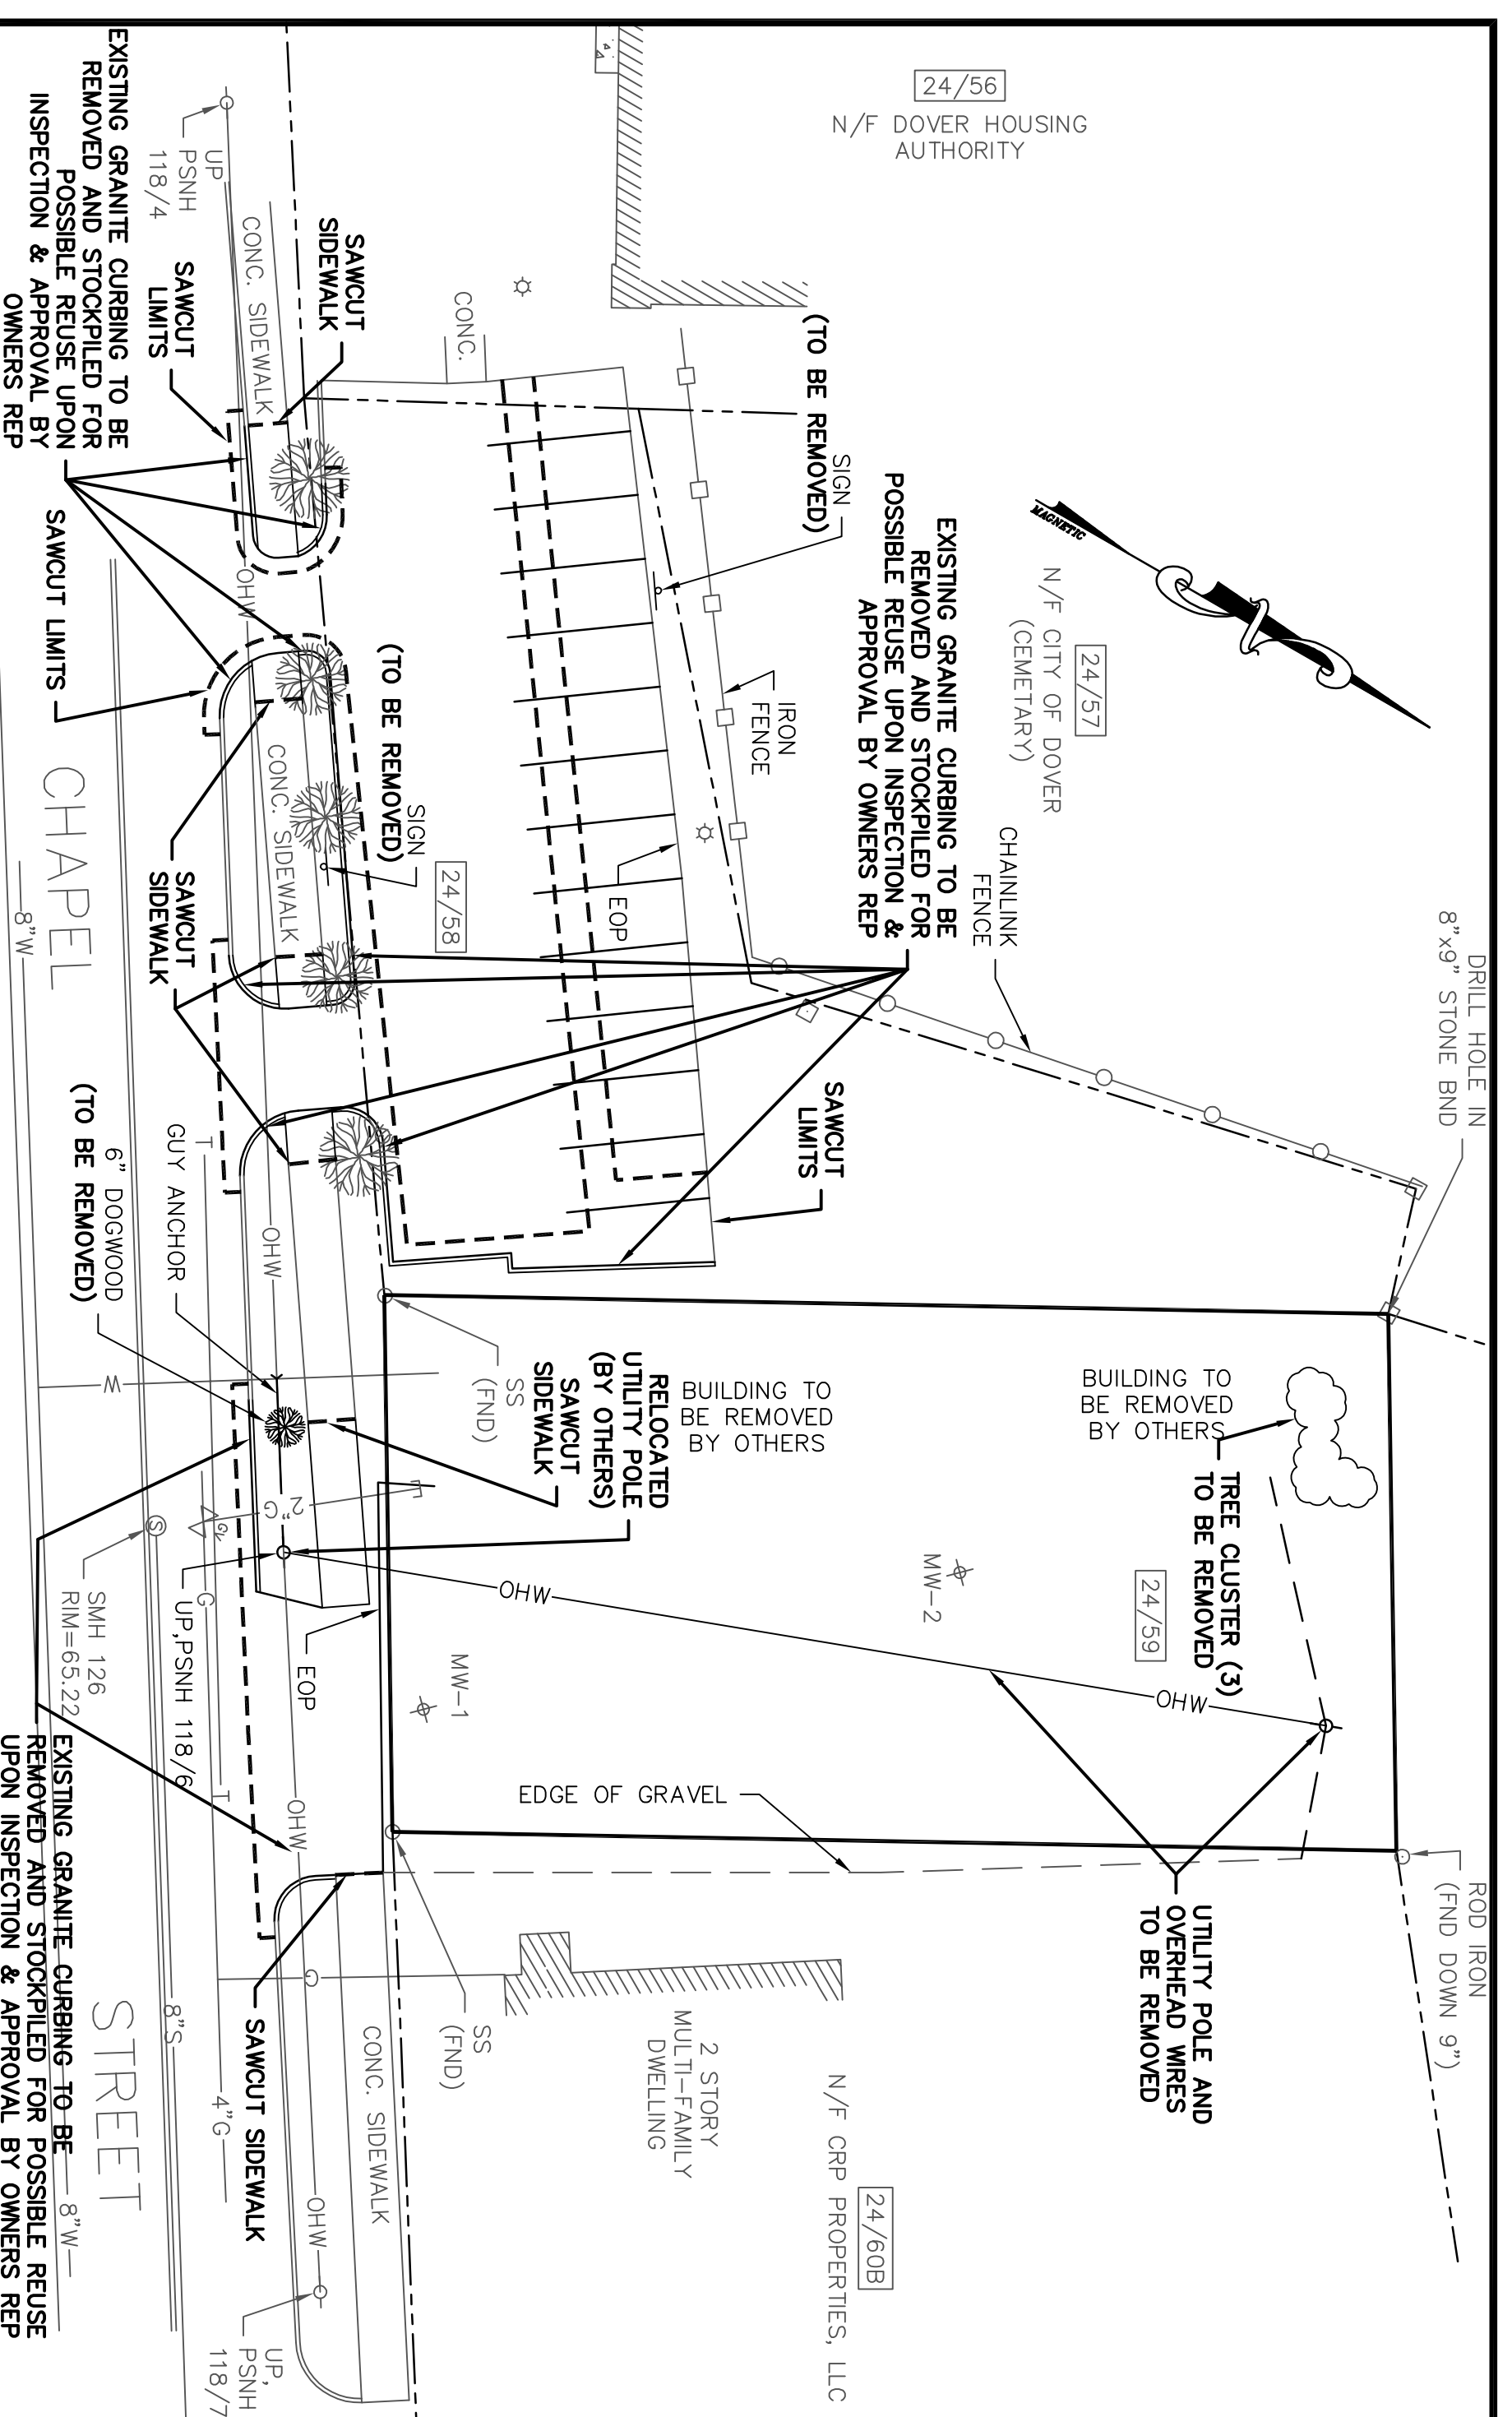 24/56
N/F DOVER HOUSING
AUTHORITY
DRILL HOLE IN
8"x9" STONE BND
ROD IRON
(FND DOWN 9")
MAGNETIC
24/57
N/F CITY OF DOVER
(CEMETARY)
CHAINLINK
FENCE
EXISTING GRANITE CURBING TO BE
REMOVED AND STOCKPILED FOR
POSSIBLE REUSE UPON INSPECTION &
APPROVAL BY OWNERS REP
SIGN
(TO BE REMOVED)
IRON
FENCE
EOP
SAWCUT
LIMITS
BUILDING TO
BE REMOVED
BY OTHERS
TREE CLUSTER (3)
TO BE REMOVED
24/59
UTILITY POLE AND
OVERHEAD WIRES
TO BE REMOVED
OHW
OHW
MW-2
MW-1
EDGE OF GRAVEL
BUILDING TO
BE REMOVED
BY OTHERS
RELOCATED
UTILITY POLE
(BY OTHERS)
SAWCUT
SIDEWALK
SS
(FND)
24/60B
N/F CRP PROPERTIES, LLC
2 STORY
MULTI-FAMILY
DWELLING
SS
(FND)
CONC.
SAWCUT
SIDEWALK
SIGN
(TO BE REMOVED)
24/58
UP
PSNH
118/4
CONC. SIDEWALK
SAWCUT
LIMITS
EXISTING GRANITE CURBING TO BE
REMOVED AND STOCKPILED FOR
POSSIBLE REUSE UPON
INSPECTION & APPROVAL BY
OWNERS REP
OHW
SAWCUT LIMITS
CONC. SIDEWALK
SAWCUT
SIDEWALK
CHAPEL
8"W
OHW
T
GUY ANCHOR
6" DOGWOOD
(TO BE REMOVED)
W
2"G
GV
G
EOP
UP,PSNH 118/6
SMH 126
RIM=65.22
S
T
OHW
G
CONC. SIDEWALK
SAWCUT SIDEWALK
OHW
4"G
8"S
STREET
8"W
UP,
PSNH
118/7
EXISTING GRANITE CURBING TO BE
REMOVED AND STOCKPILED FOR POSSIBLE REUSE
UPON INSPECTION & APPROVAL BY OWNERS REP